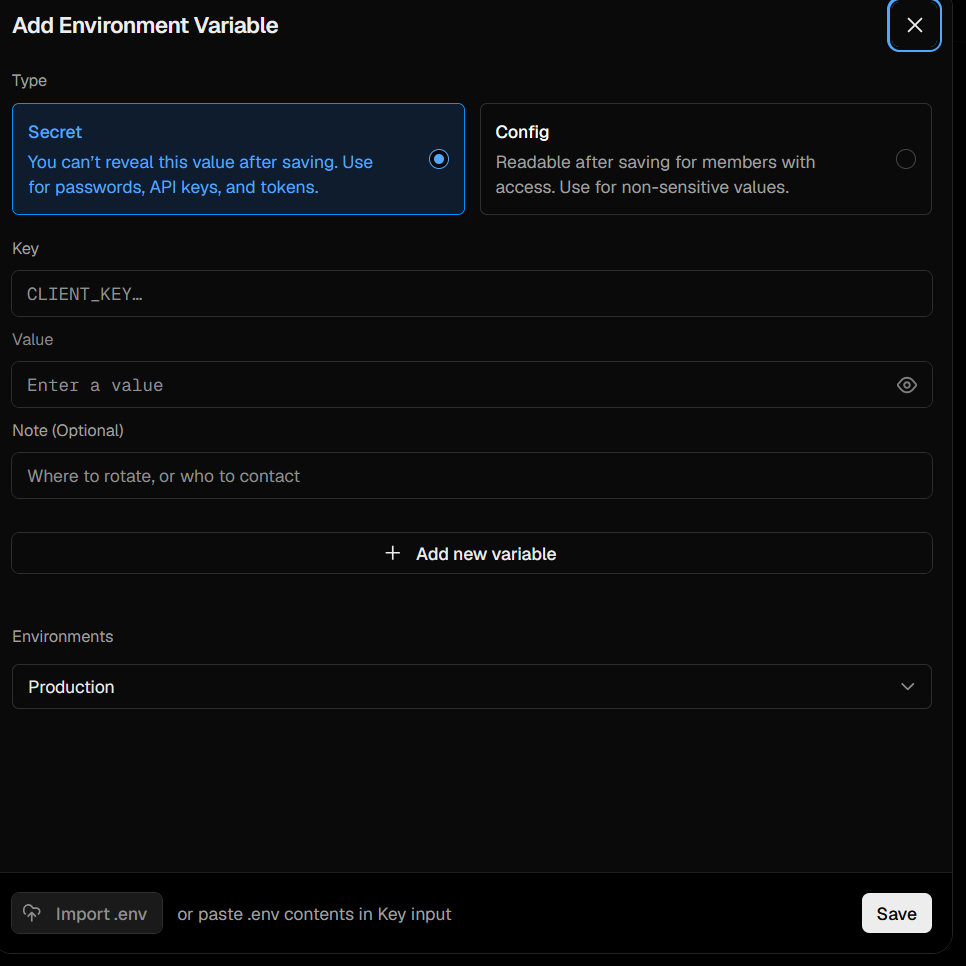 Add Environment Variable
Type
Secret
You can’t reveal this value after saving. Use
for passwords, API keys, and tokens.
Config
Readable after saving for members with
access. Use for non-sensitive values.
Key
CLIENT_KEY…
Value
Enter a value
Note (Optional)
Where to rotate, or who to contact
Add new variable
Environments
Production
Import .env
or paste .env contents in Key input
Save